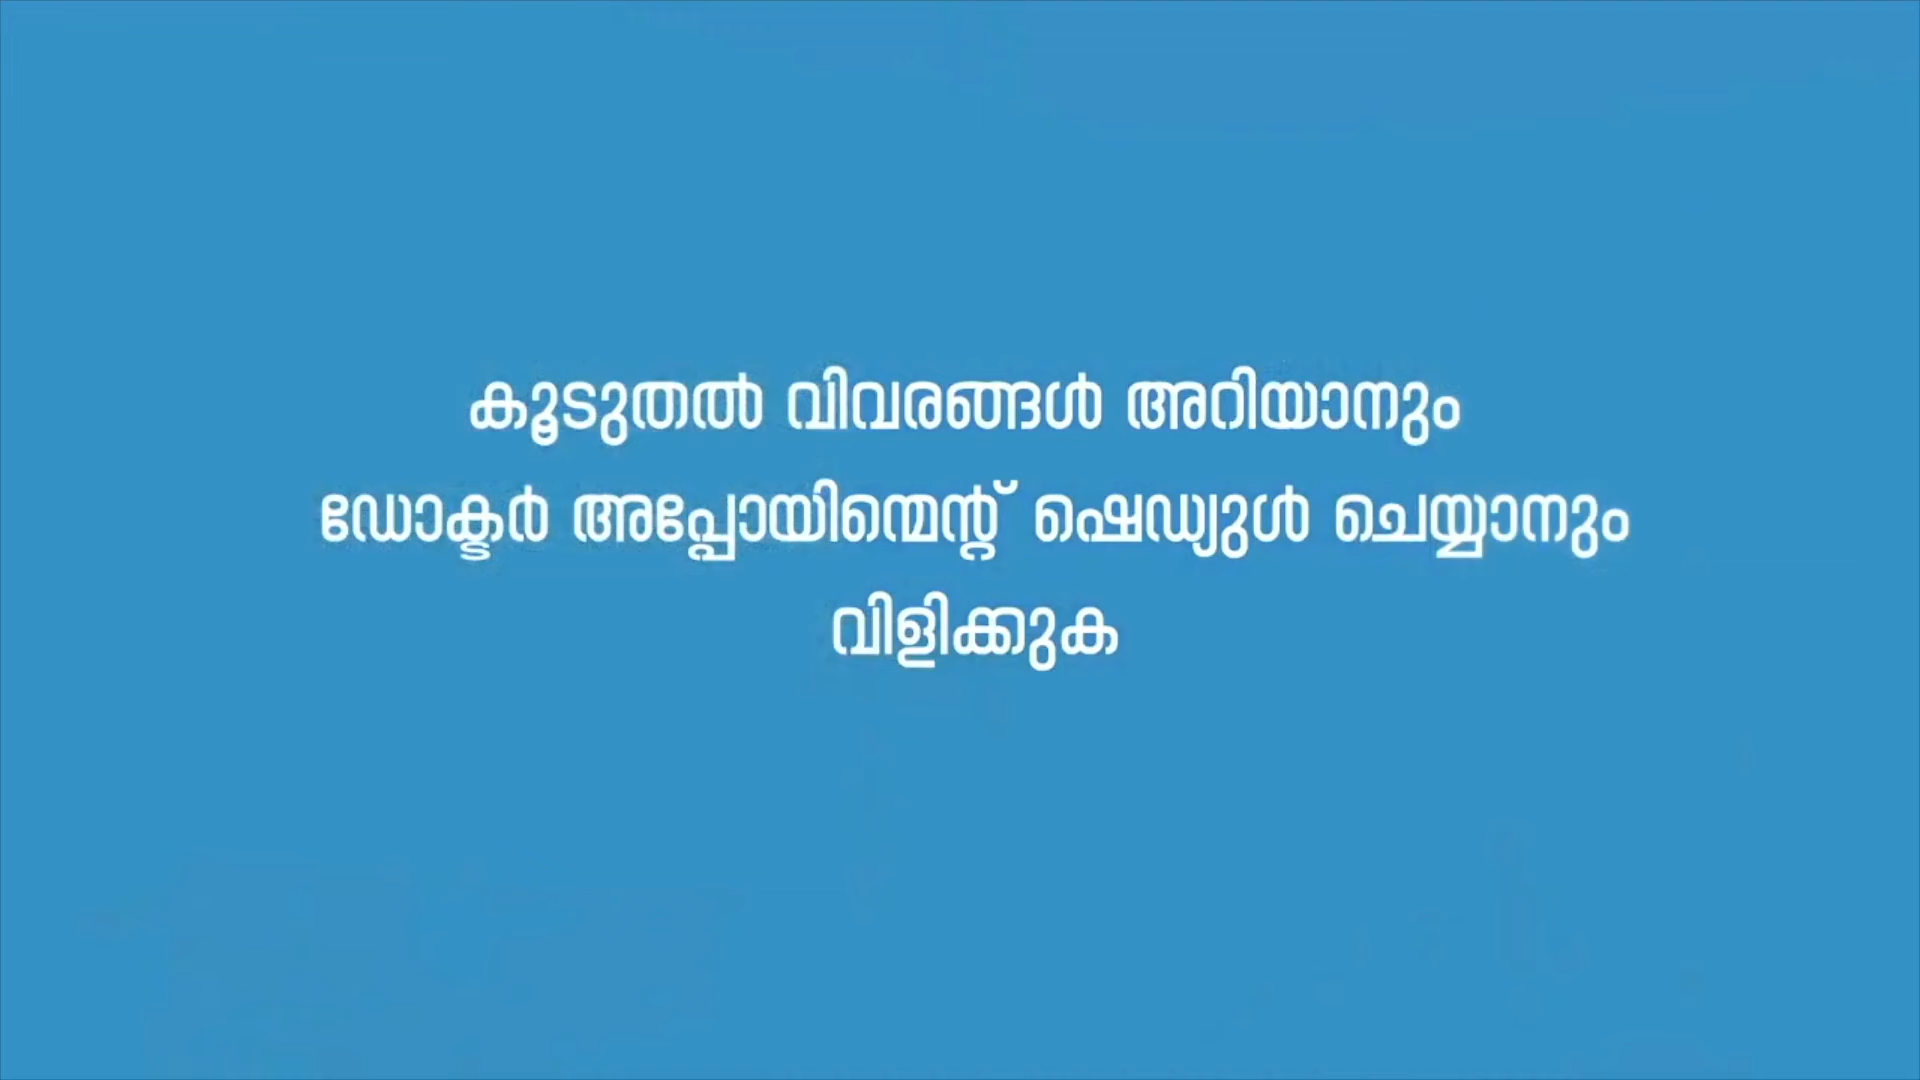 കൂടുതൽ വിവരങ്ങൾ അറിയാനും
ഡോക്ടർ അപ്പോയിന്മെന്റ് ഷെഡ്യുൾ ചെയ്യാനും
വിളിക്കുക